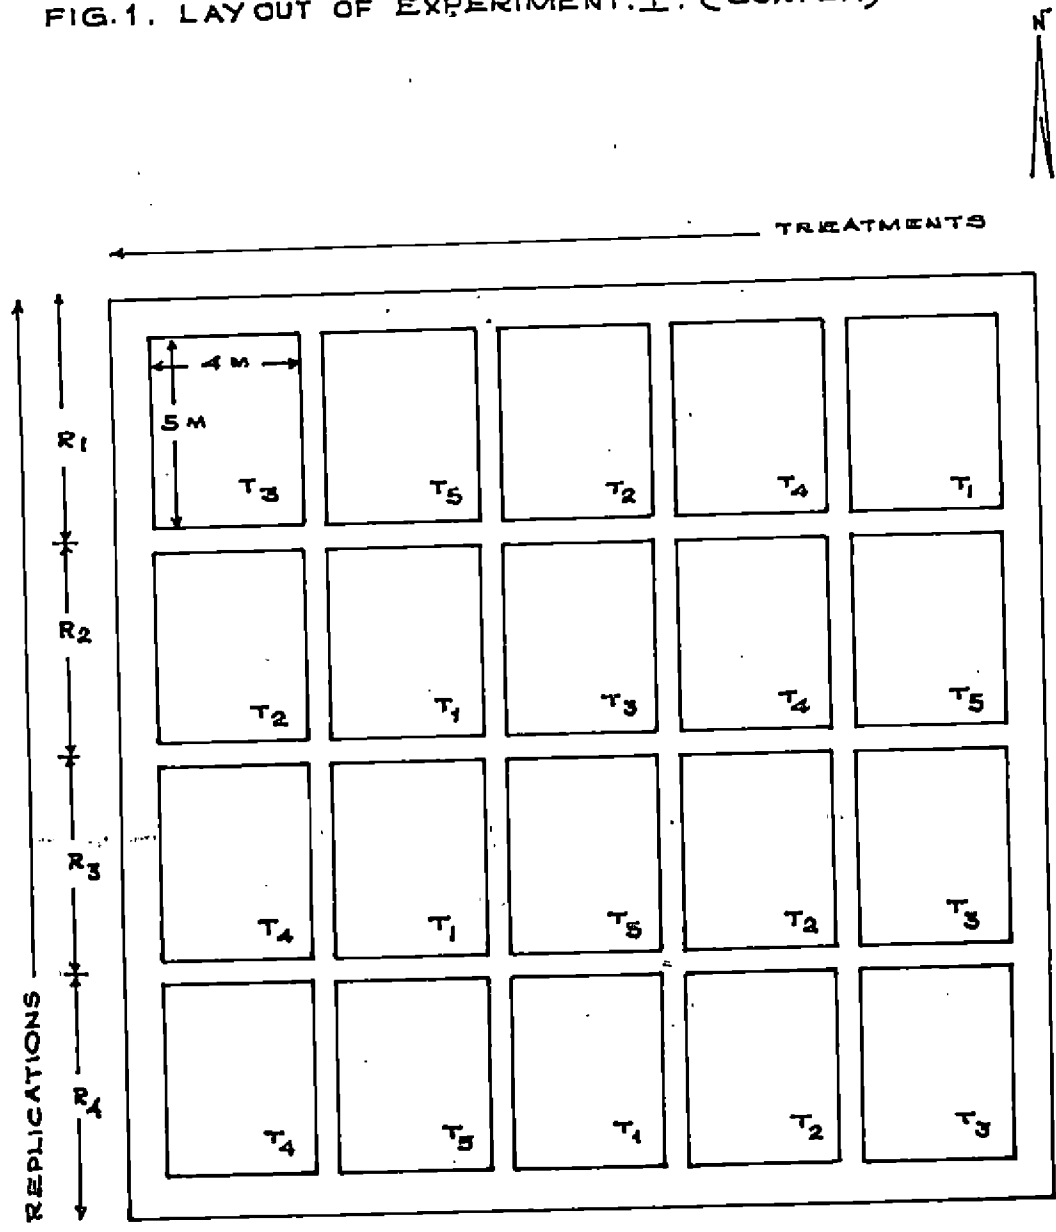 FIG.1. LAYOUT OF EXPERIMENT.I.
N
TREATMENTS
4 M
5 M
R1
T3 T5 T2 T4 T1
R2
T2 T1 T3 T4 T5
R3
T4 T1 T5 T2 T3
R4
T4 T5 T1 T2 T3
REPLICATIONS